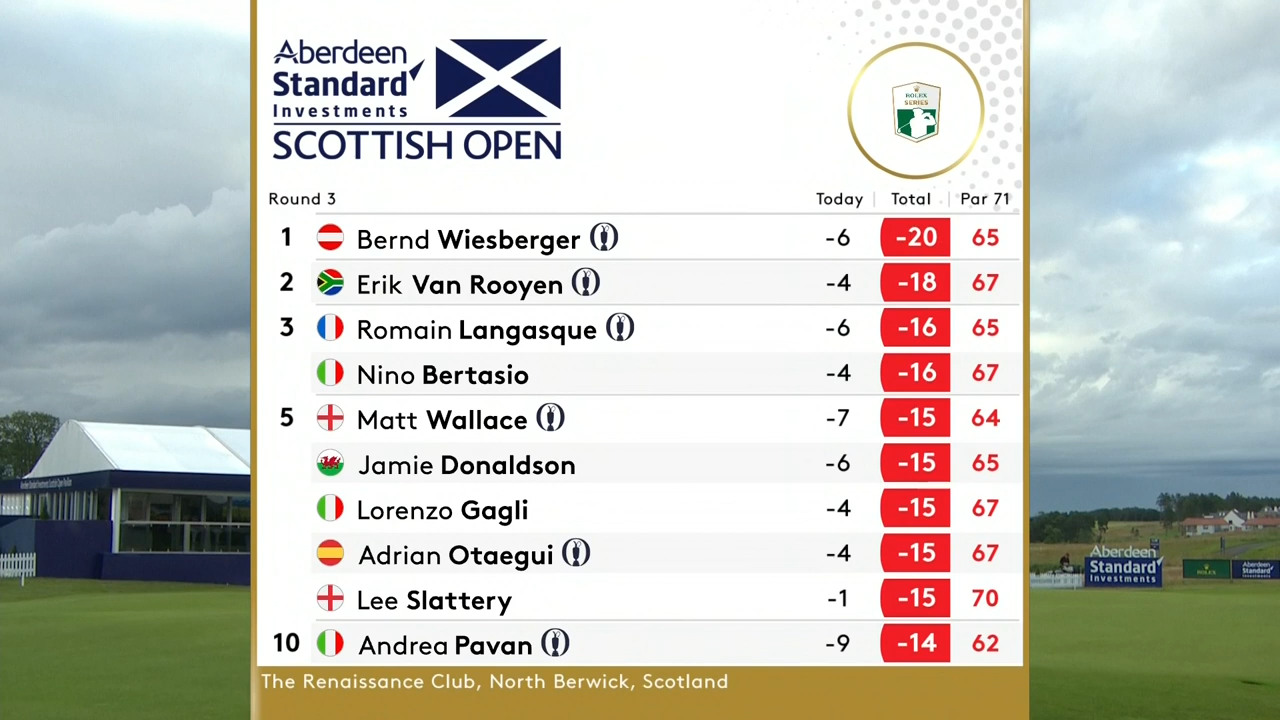 Aberdeen
Standard
Investments
SCOTTISH OPEN
ROLEX
SERIES
Round 3 Today Total Par 71
1 Bernd Wiesberger -6 -20 65
2 Erik Van Rooyen -4 -18 67
3 Romain Langasque -6 -16 65
Nino Bertasio -4 -16 67
5 Matt Wallace -7 -15 64
Jamie Donaldson -6 -15 65
Lorenzo Gagli -4 -15 67
Adrian Otaegui -4 -15 67
Lee Slattery -1 -15 70
10 Andrea Pavan -9 -14 62
The Renaissance Club, North Berwick, Scotland
Aberdeen
Standard
Investments
ROLEX
Aberdeen
Standard
Investments